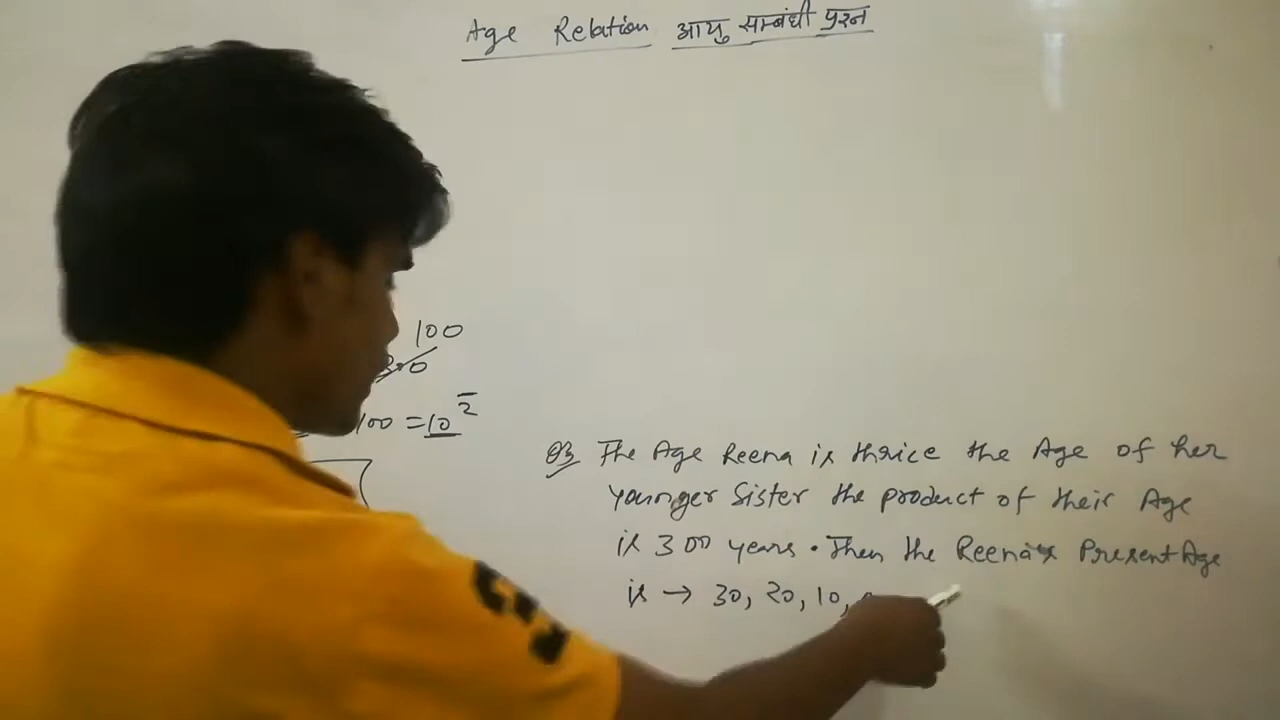 Age Relation आयु सम्बंधी प्रश्न
100
300
100 = 10²
Q3 The Age Reena is thrice the Age of her
younger Sister the product of their Age
is 300 years. Then the Reena's Present Age
is → 30, 20, 10,